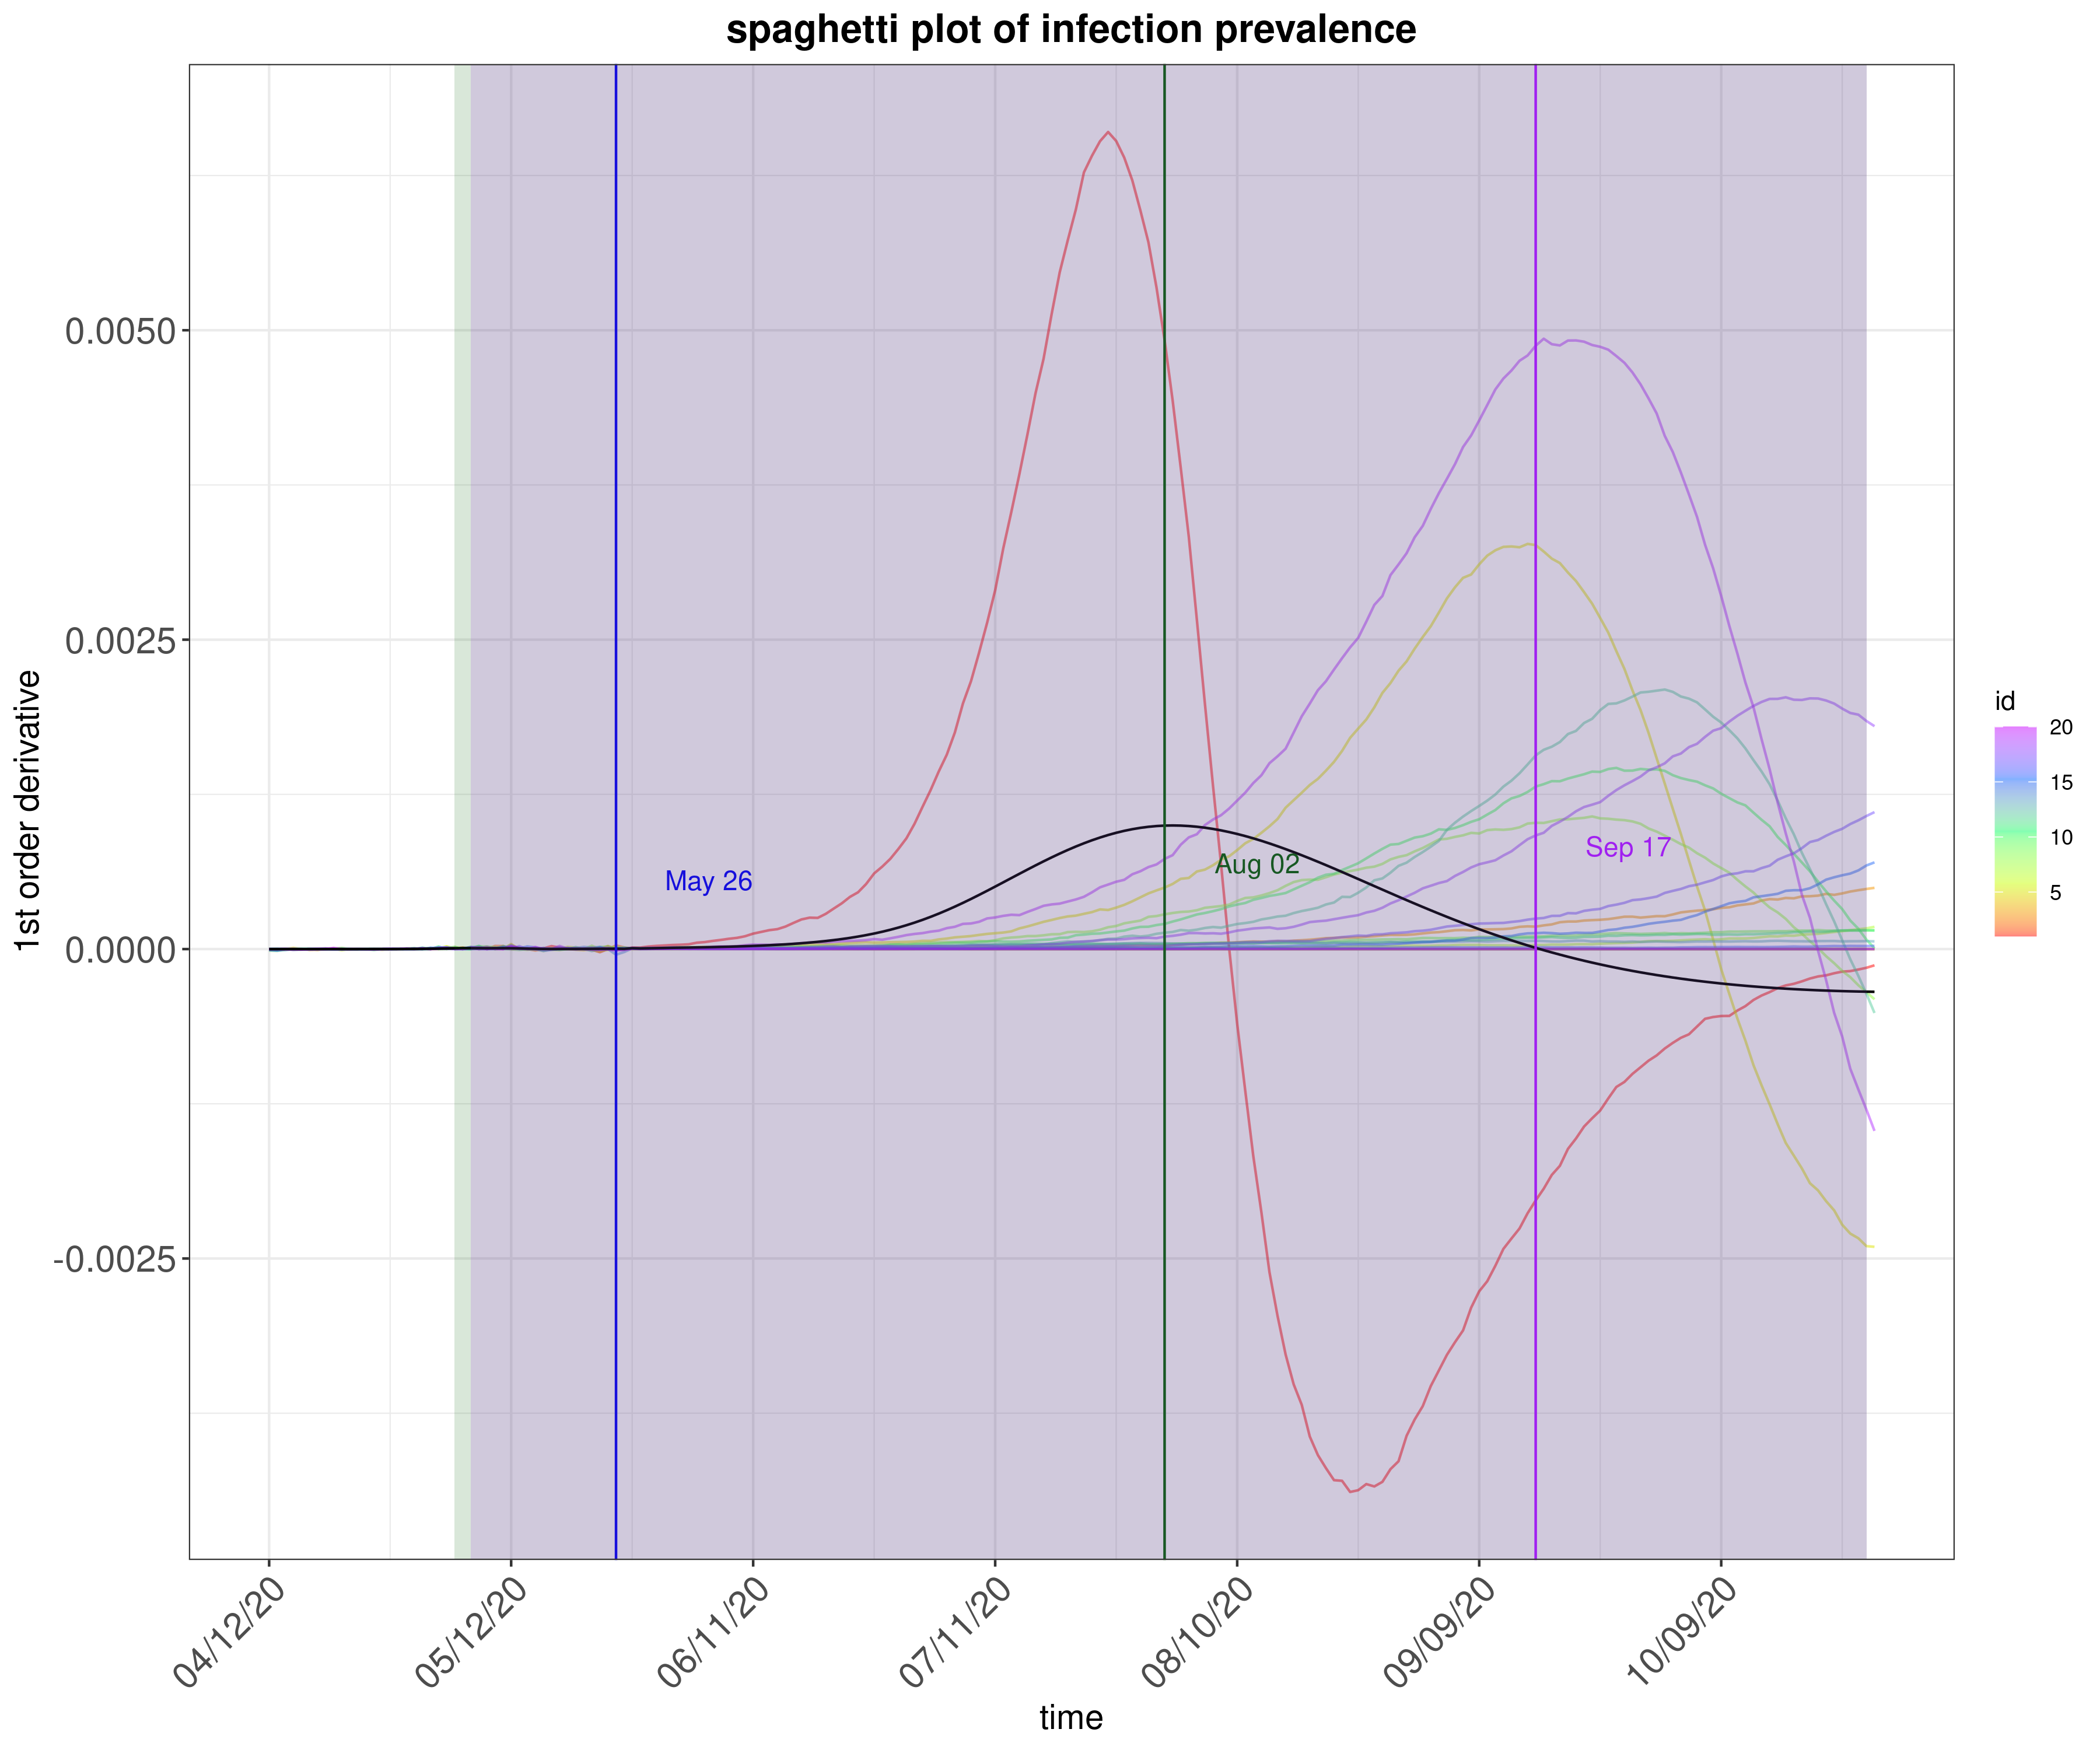 spaghetti plot of infection prevalence
1st order derivative
0.0050
0.0025
0.0000
-0.0025
May 26
Aug 02
Sep 17
04/12/20
05/12/20
06/11/20
07/11/20
08/10/20
09/09/20
10/09/20
time
id
20
15
10
5